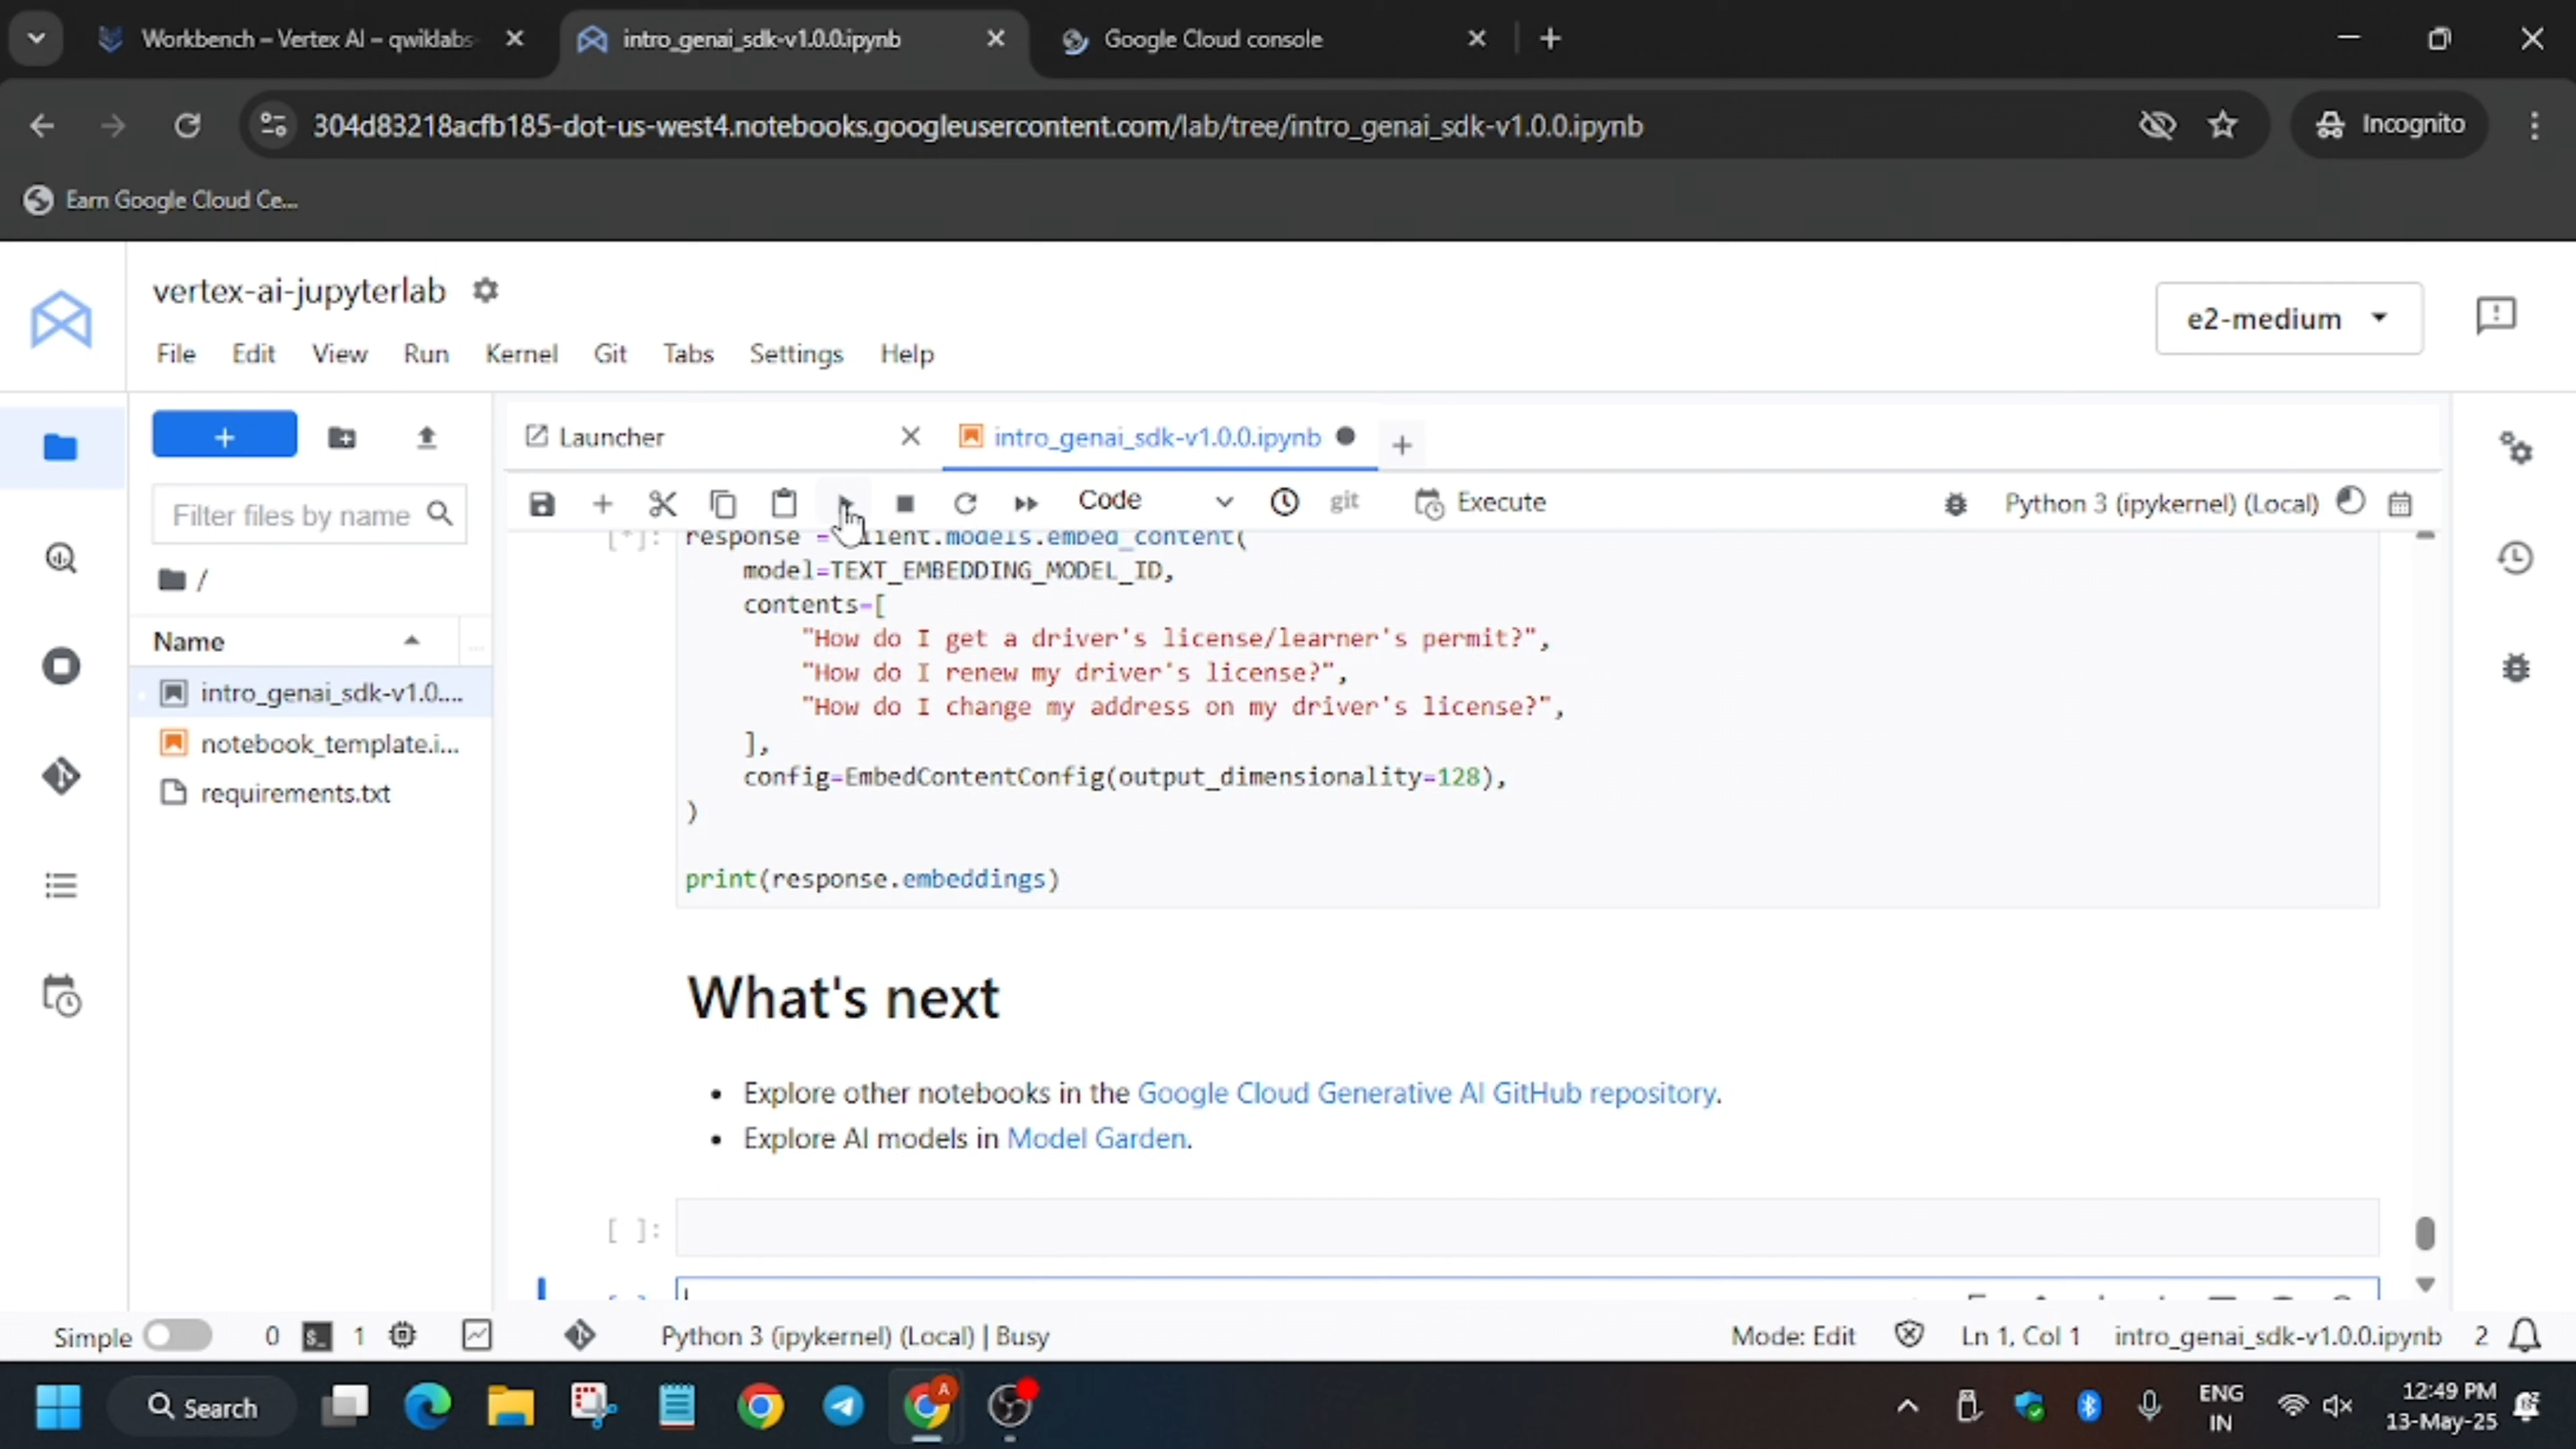 Workbench – Vertex AI – qwiklabs-
intro_genai_sdk-v1.0.0.ipynb
Google Cloud console
304d83218acfb185-dot-us-west4.notebooks.googleusercontent.com/lab/tree/intro_genai_sdk-v1.0.0.ipynb
Incognito
Earn Google Cloud Ce...
vertex-ai-jupyterlab
e2-medium
File Edit View Run Kernel Git Tabs Settings Help
Launcher
intro_genai_sdk-v1.0.0.ipynb
Filter files by name
Code
git
Execute
Python 3 (ipykernel) (Local)
/
Name
...
intro_genai_sdk-v1.0....
notebook_template.i...
requirements.txt
[*]: response = client.models.embed_content(
model=TEXT_EMBEDDING_MODEL_ID,
contents=[
"How do I get a driver's license/learner's permit?",
"How do I renew my driver's license?",
"How do I change my address on my driver's license?",
],
config=EmbedContentConfig(output_dimensionality=128),
)
print(response.embeddings)
What's next
• Explore other notebooks in the Google Cloud Generative AI GitHub repository.
• Explore AI models in Model Garden.
[ ]:
Simple 0 $_ 1 Python 3 (ipykernel) (Local) | Busy Mode: Edit Ln 1, Col 1 intro_genai_sdk-v1.0.0.ipynb 2
Search
A
ENG
IN
12:49 PM
13-May-25